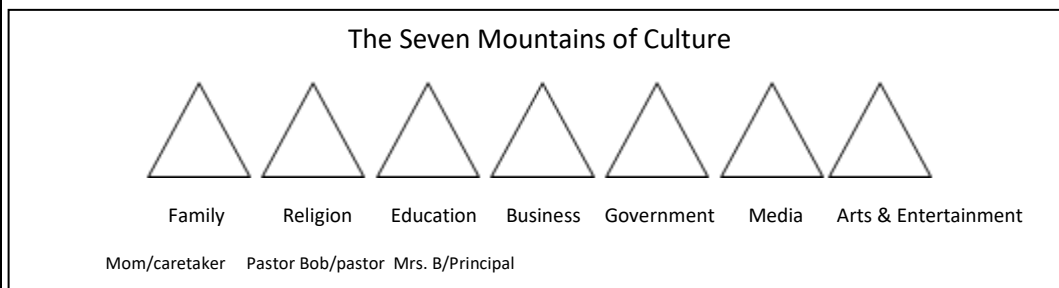 The Seven Mountains of Culture
Family Religion Education Business Government Media Arts & Entertainment
Mom/caretaker Pastor Bob/pastor Mrs. B/Principal